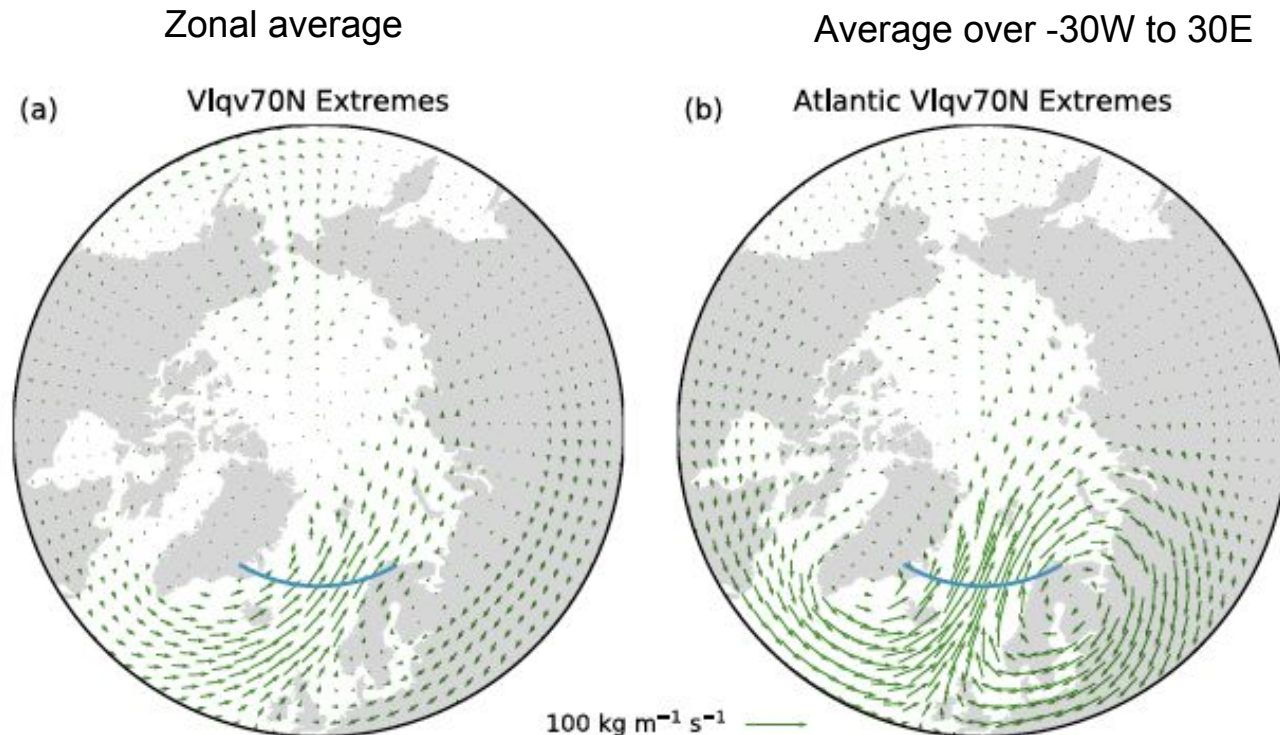 Zonal average
Average over -30W to 30E
(a) Vlqv70N Extremes
(b) Atlantic Vlqv70N Extremes
100 kg m⁻¹ s⁻¹